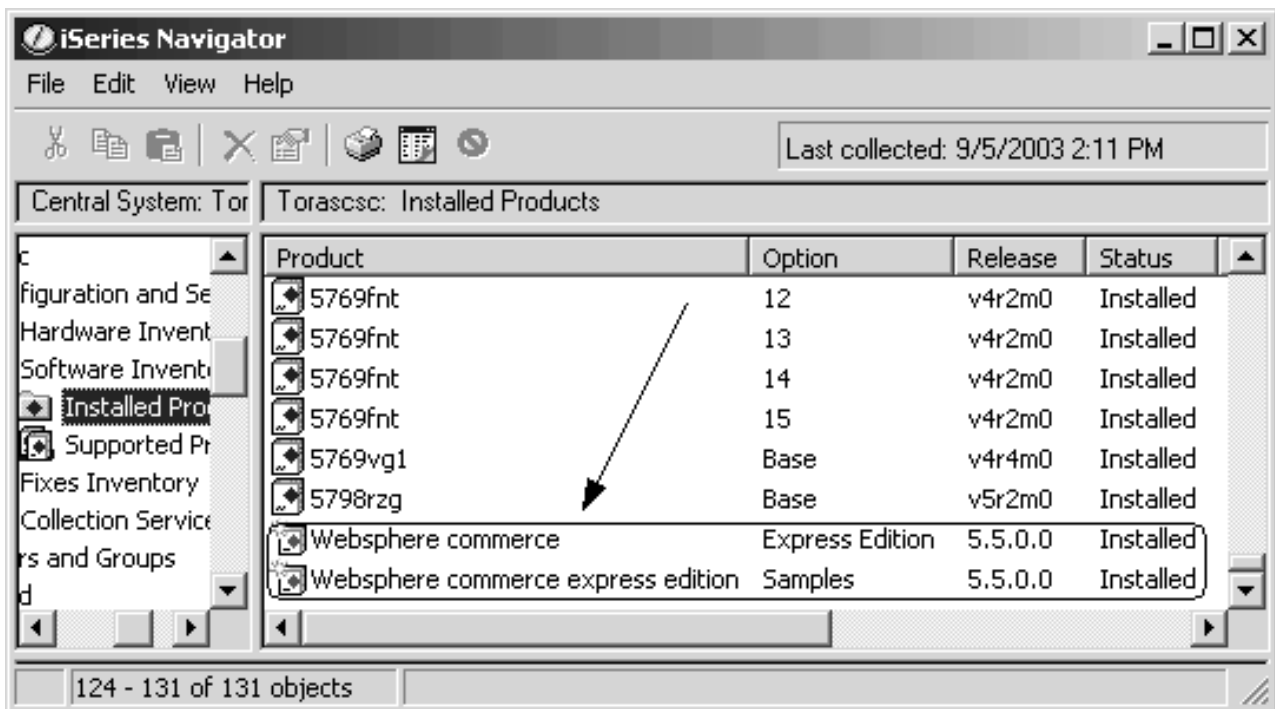 iSeries Navigator
File Edit View Help
Last collected: 9/5/2003 2:11 PM
Central System: Tor
Torascsc: Installed Products
Product Option Release Status
5769fnt 12 v4r2m0 Installed
5769fnt 13 v4r2m0 Installed
5769fnt 14 v4r2m0 Installed
5769fnt 15 v4r2m0 Installed
5769vg1 Base v4r4m0 Installed
5798rzg Base v5r2m0 Installed
Websphere commerce Express Edition 5.5.0.0 Installed
Websphere commerce express edition Samples 5.5.0.0 Installed
c
figuration and Se
Hardware Invent
Software Invent
Installed Pro
Supported Pr
Fixes Inventory
Collection Service
rs and Groups
d
124 - 131 of 131 objects